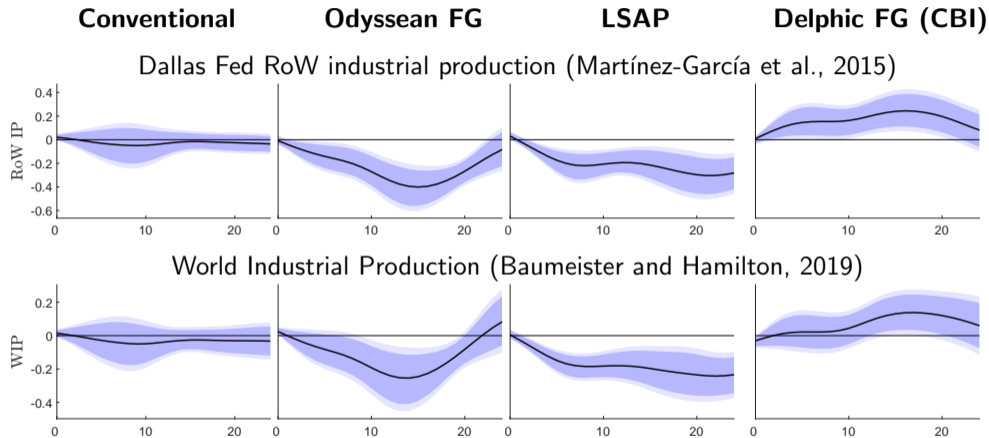 Conventional Odyssean FG LSAP Delphic FG (CBI)
Dallas Fed RoW industrial production (Martínez-García et al., 2015)
RoW IP
0.4
0.2
0
-0.2
-0.4
-0.6
0 10 20 0 10 20 0 10 20 0 10 20
World Industrial Production (Baumeister and Hamilton, 2019)
WIP
0.2
0
-0.2
-0.4
0 10 20 0 10 20 0 10 20 0 10 20